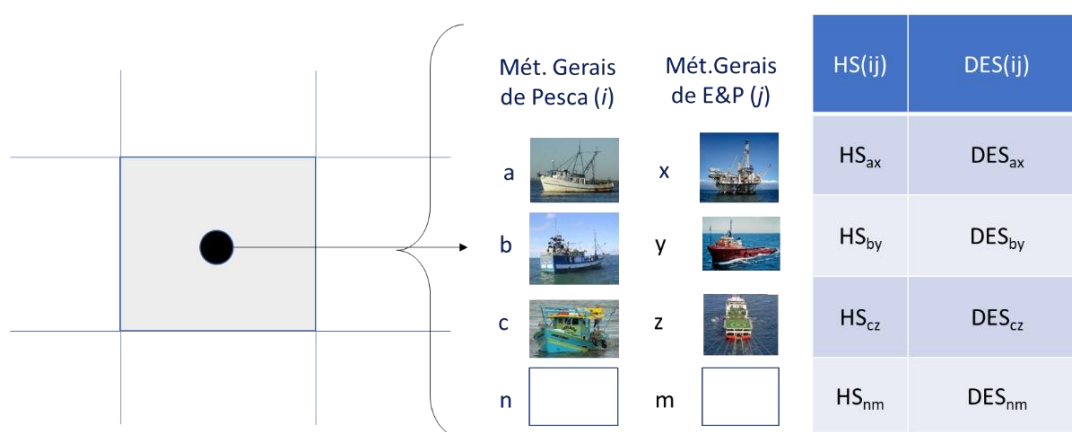 Mét. Gerais
de Pesca (i)
Mét.Gerais
de E&P (j)
HS(ij) DES(ij)
a x HSax DESax
b y HSby DESby
c z HScz DEScz
n m HSnm DESnm